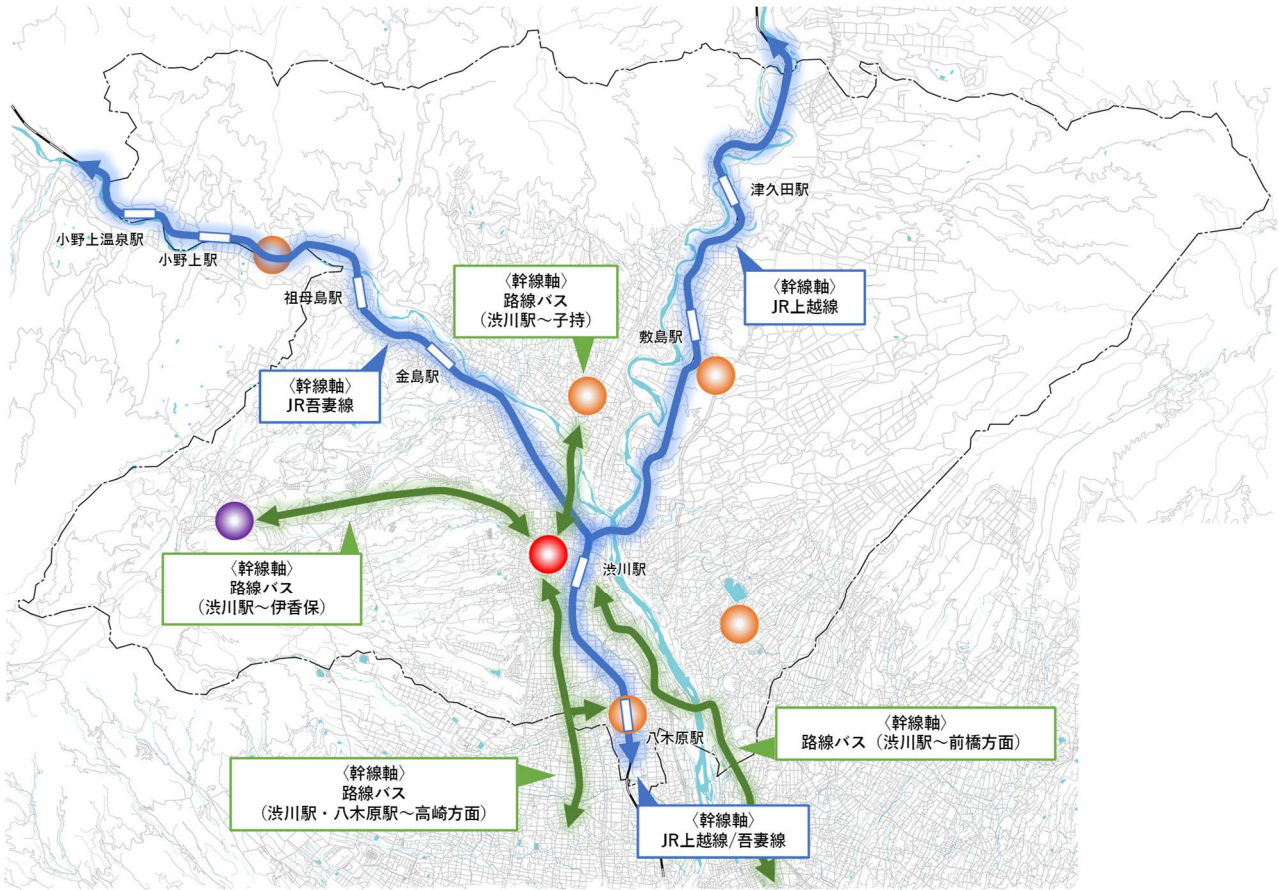 津久田駅
小野上温泉駅
小野上駅
祖母島駅
〈幹線軸〉
路線バス
（渋川駅～子持）
〈幹線軸〉
JR上越線
敷島駅
金島駅
〈幹線軸〉
JR吾妻線
〈幹線軸〉
路線バス
（渋川駅～伊香保）
渋川駅
八木原駅
〈幹線軸〉
路線バス（渋川駅～前橋方面）
〈幹線軸〉
路線バス
（渋川駅・八木原駅～高崎方面）
〈幹線軸〉
JR上越線/吾妻線